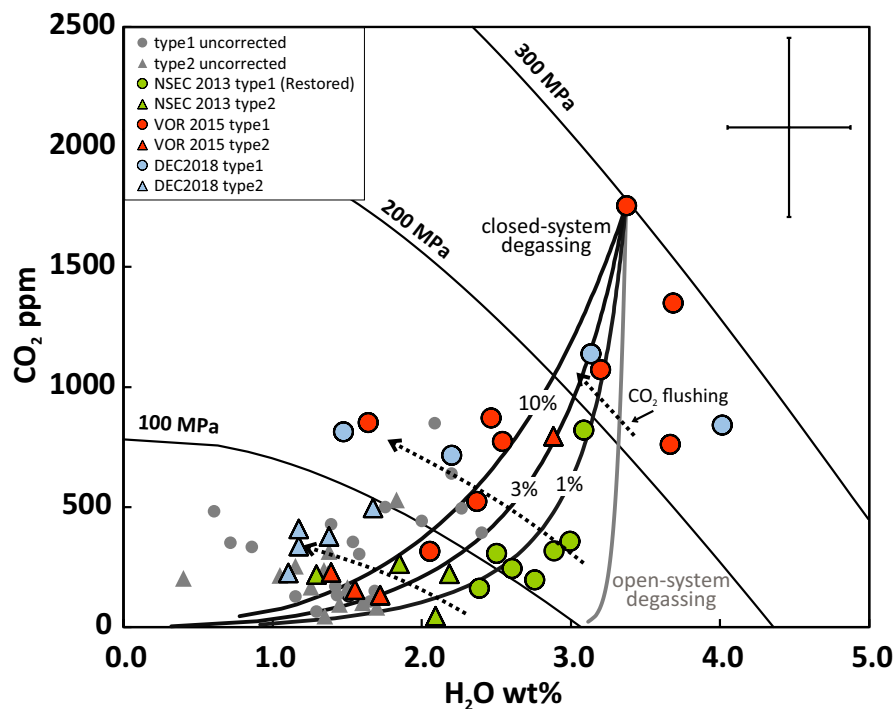 2500
2000
1500
1000
500
0
CO₂ ppm
type1 uncorrected
type2 uncorrected
NSEC 2013 type1 (Restored)
NSEC 2013 type2
VOR 2015 type1
VOR 2015 type2
DEC2018 type1
DEC2018 type2
300 MPa
200 MPa
100 MPa
closed-system
degassing
CO₂ flushing
10%
3%
1%
open-system
degassing
0.0
1.0
2.0
3.0
4.0
5.0
H₂O wt%